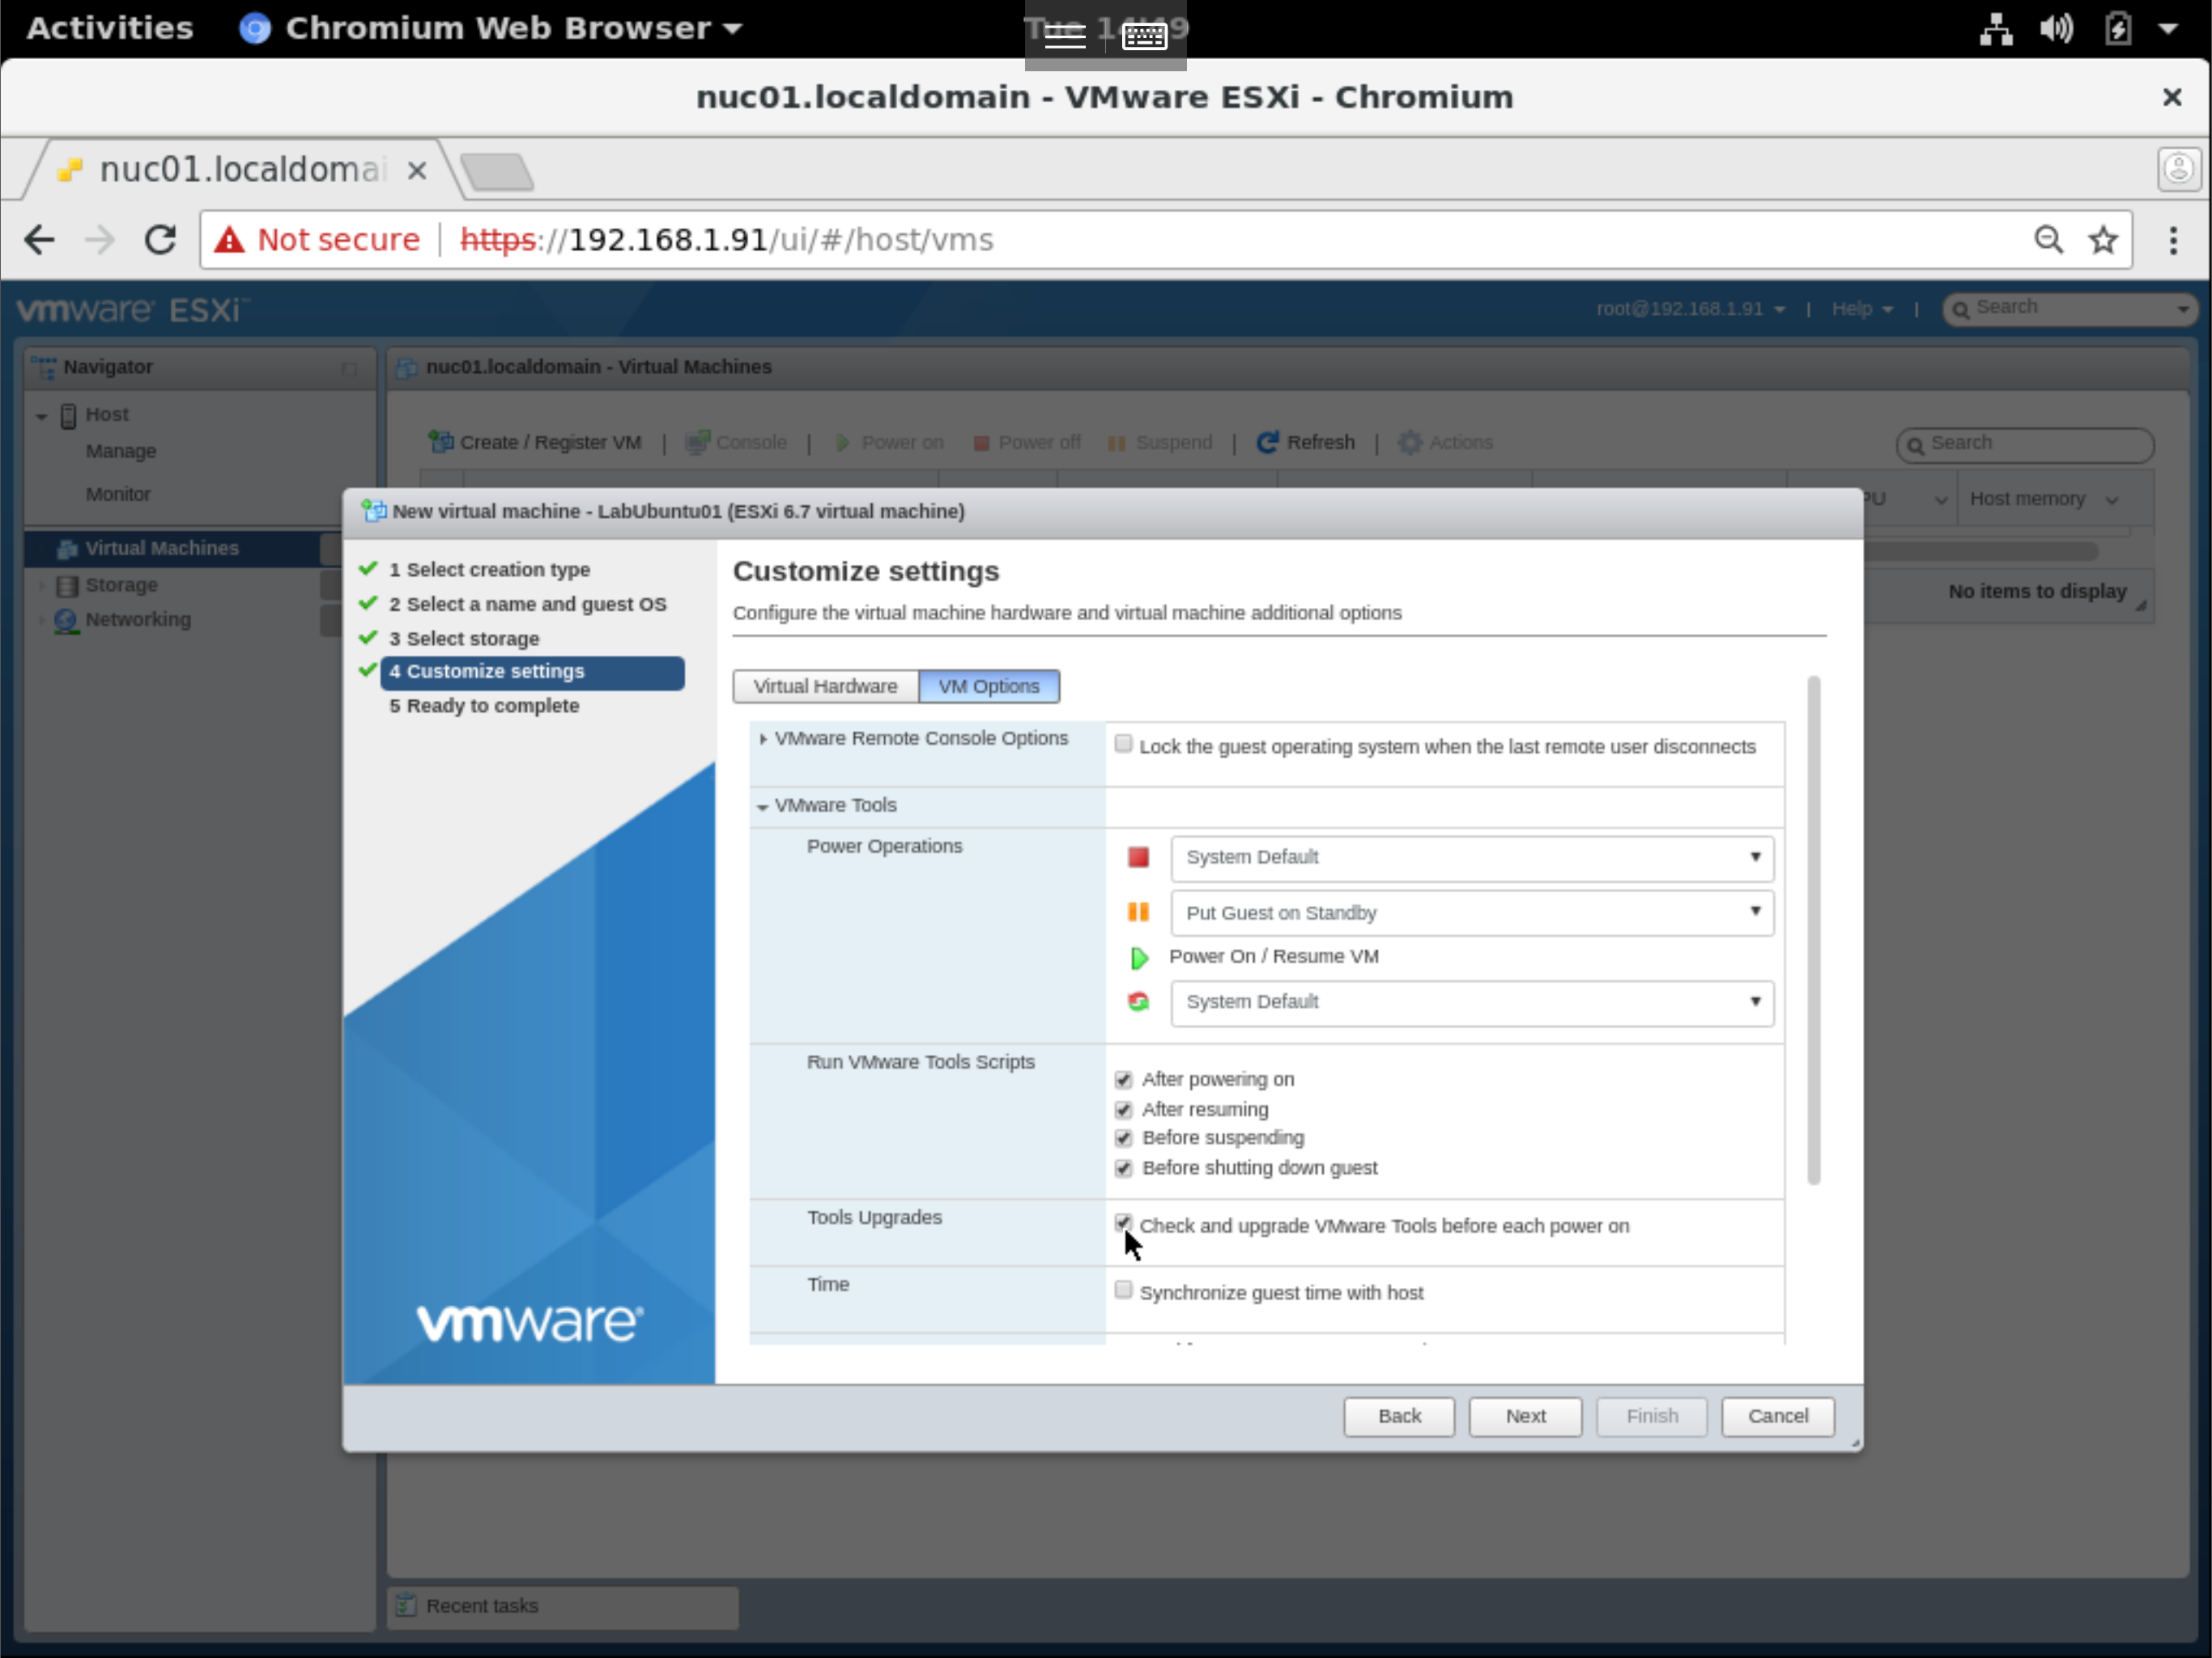 Activities Chromium Web Browser
nuc01.localdomain - VMware ESXi - Chromium
nuc01.localdomai
Not secure https://192.168.1.91/ui/#/host/vms
vmware ESXi root@192.168.1.91 | Help | Search
Navigator
nuc01.localdomain - Virtual Machines
Host
Manage
Monitor
Virtual Machines
Storage
Networking
Create / Register VM | Console | Power on Power off Suspend | Refresh | Actions Search
Host memory
No items to display
New virtual machine - LabUbuntu01 (ESXi 6.7 virtual machine)
1 Select creation type
2 Select a name and guest OS
3 Select storage
4 Customize settings
5 Ready to complete
vmware
Customize settings
Configure the virtual machine hardware and virtual machine additional options
Virtual Hardware VM Options
VMware Remote Console Options Lock the guest operating system when the last remote user disconnects
VMware Tools
Power Operations System Default
Put Guest on Standby
Power On / Resume VM
System Default
Run VMware Tools Scripts
After powering on
After resuming
Before suspending
Before shutting down guest
Tools Upgrades Check and upgrade VMware Tools before each power on
Time Synchronize guest time with host
Back Next Finish Cancel
Recent tasks